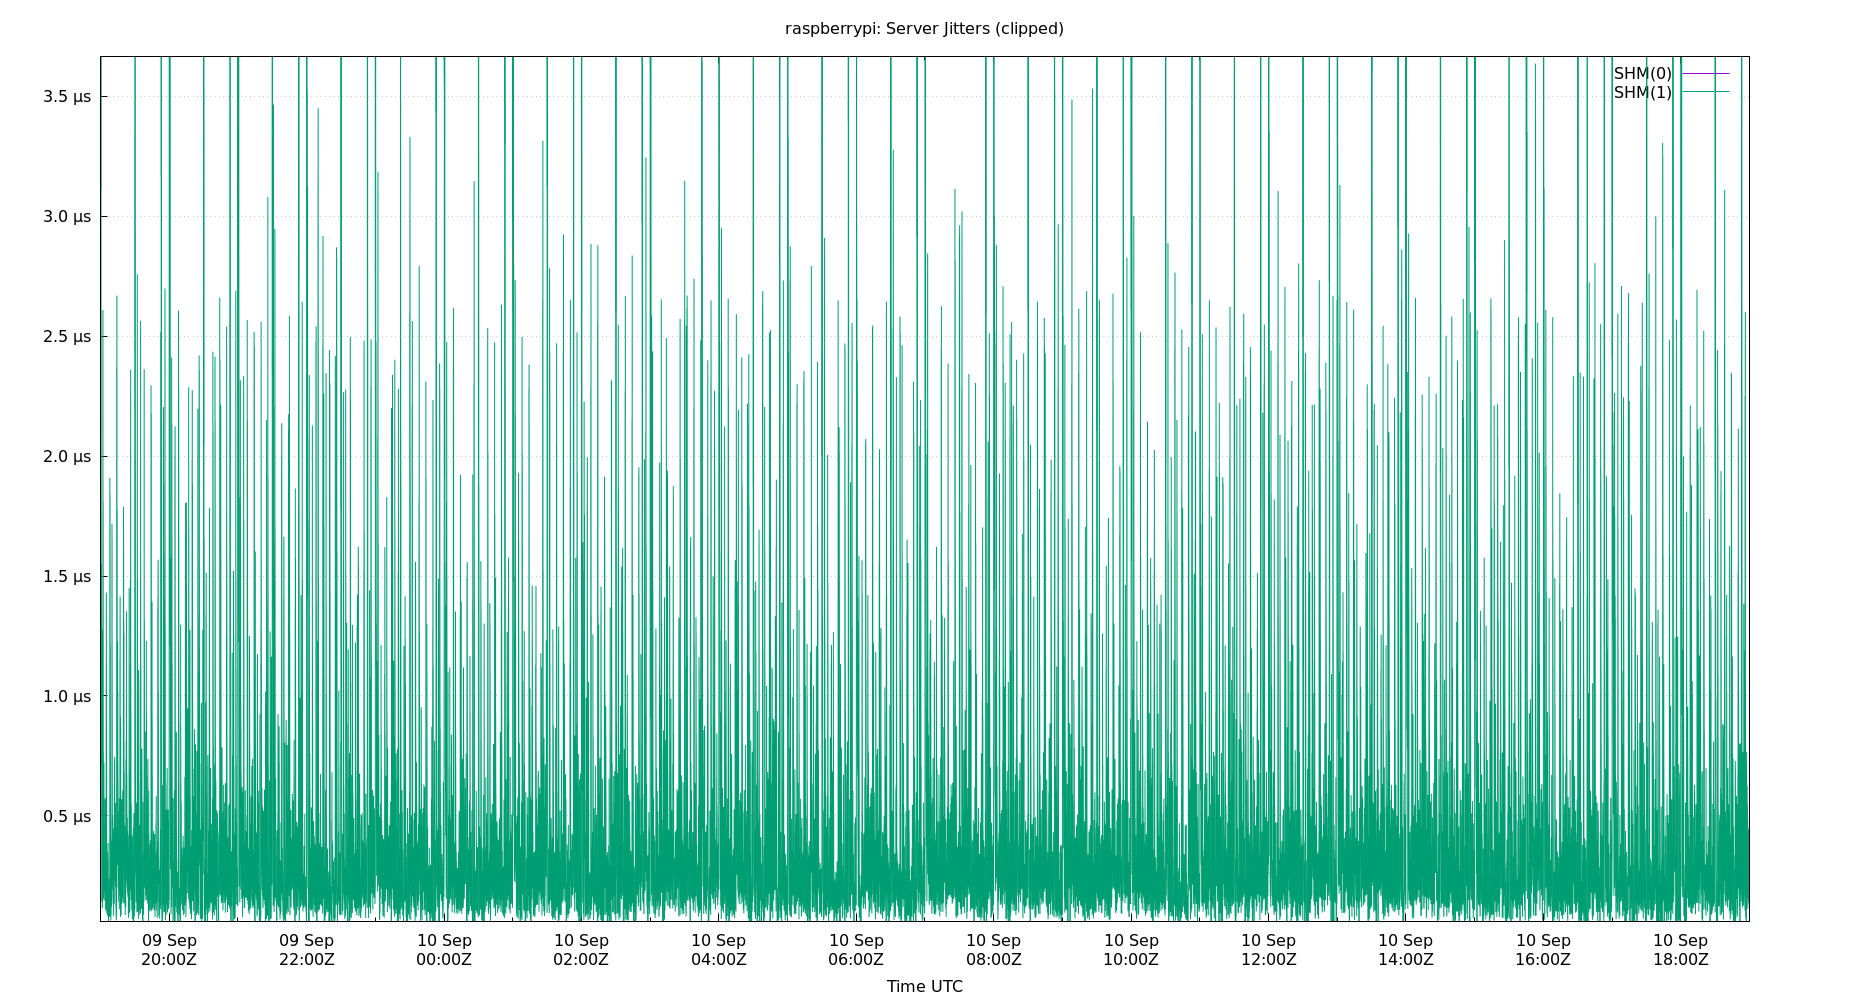 raspberrypi: Server Jitters (clipped)
SHM(0)
SHM(1)
3.5 µs
3.0 µs
2.5 µs
2.0 µs
1.5 µs
1.0 µs
0.5 µs
09 Sep 09 Sep 10 Sep 10 Sep 10 Sep 10 Sep 10 Sep 10 Sep 10 Sep 10 Sep 10 Sep 10 Sep
20:00Z 22:00Z 00:00Z 02:00Z 04:00Z 06:00Z 08:00Z 10:00Z 12:00Z 14:00Z 16:00Z 18:00Z
Time UTC